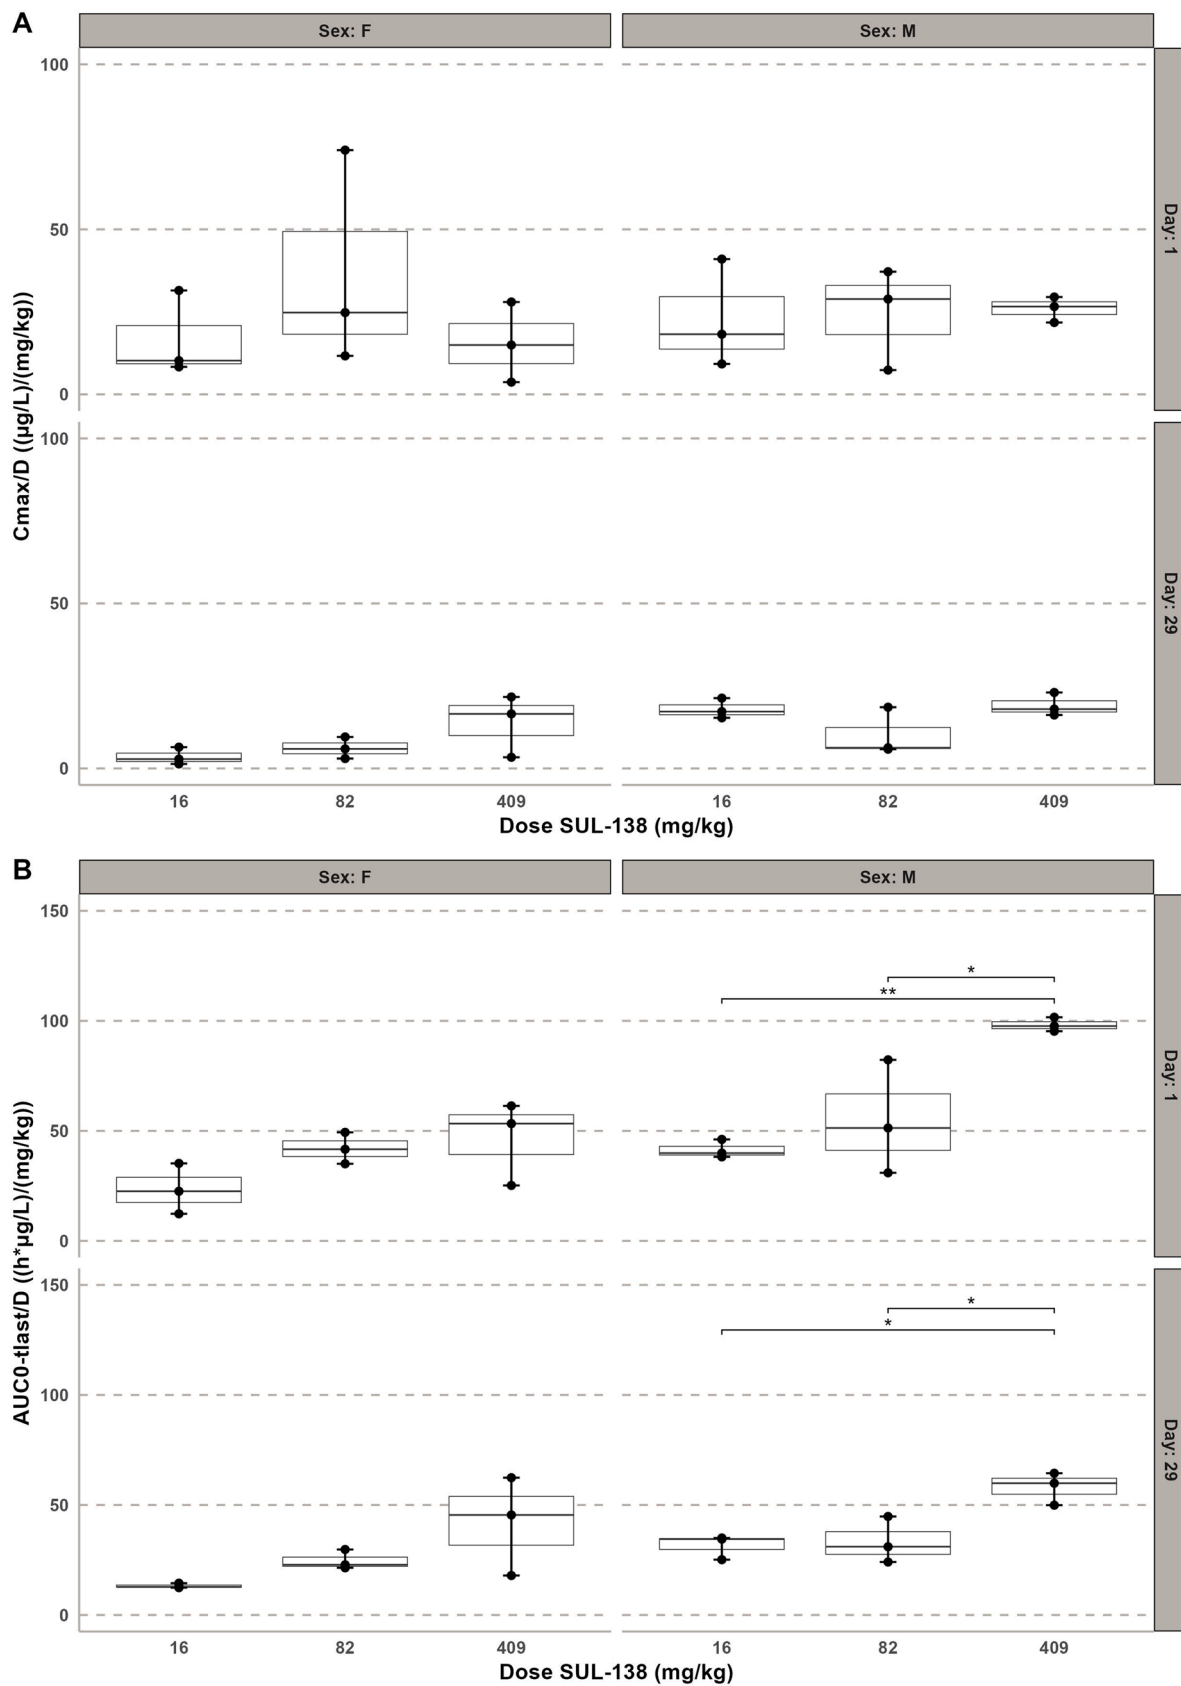 A
Sex: F
Sex: M
Cmax/D ((µg/L)/(mg/kg))
100
50
0
Day: 1
100
50
0
Day: 29
16
82
409
16
82
409
Dose SUL-138 (mg/kg)
B
Sex: F
Sex: M
AUC0-tlast/D ((h*µg/L)/(mg/kg))
150
100
50
0
*
**
Day: 1
150
100
50
0
*
*
Day: 29
16
82
409
16
82
409
Dose SUL-138 (mg/kg)